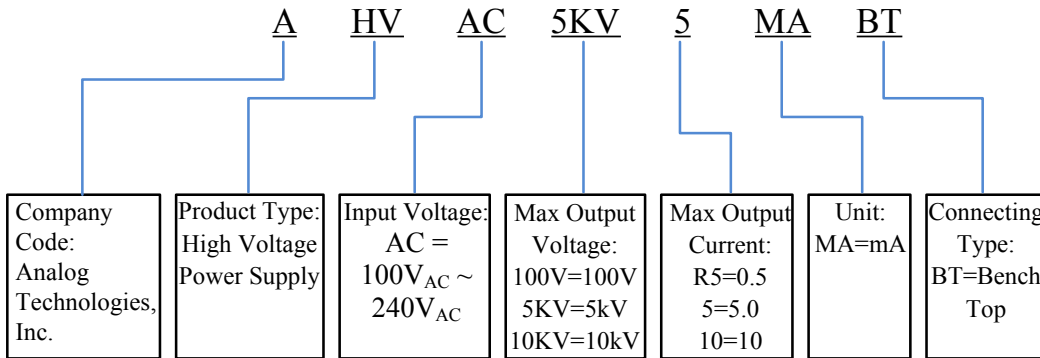 A HV AC 5KV 5 MA BT
Company
Code:
Analog
Technologies,
Inc.
Product Type:
High Voltage
Power Supply
Input Voltage:
AC =
100VAC ~
240VAC
Max Output
Voltage:
100V=100V
5KV=5kV
10KV=10kV
Max Output
Current:
R5=0.5
5=5.0
10=10
Unit:
MA=mA
Connecting
Type:
BT=Bench
Top